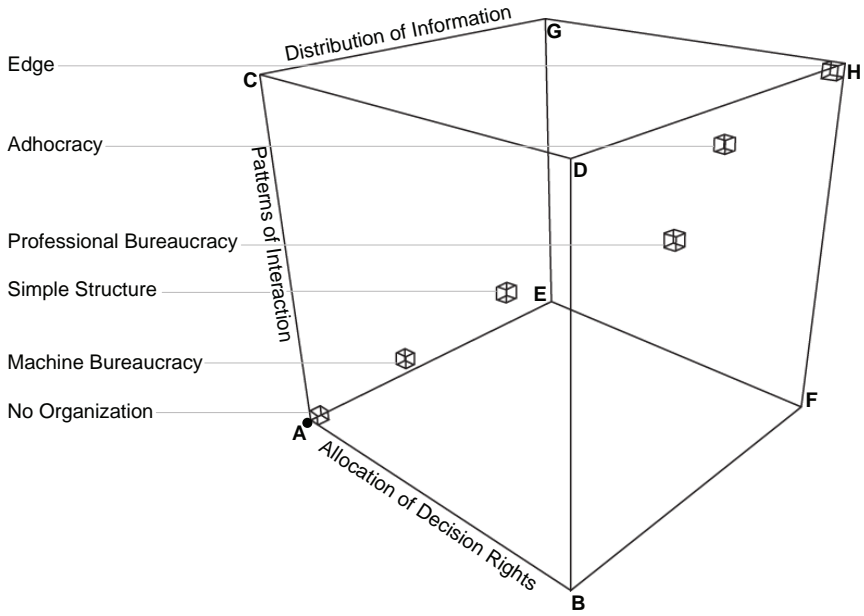 Distribution of Information
G
Edge
H
C
Adhocracy
D
Patterns of Interaction
Professional Bureaucracy
Simple Structure
E
Machine Bureaucracy
No Organization
F
A
Allocation of Decision Rights
B